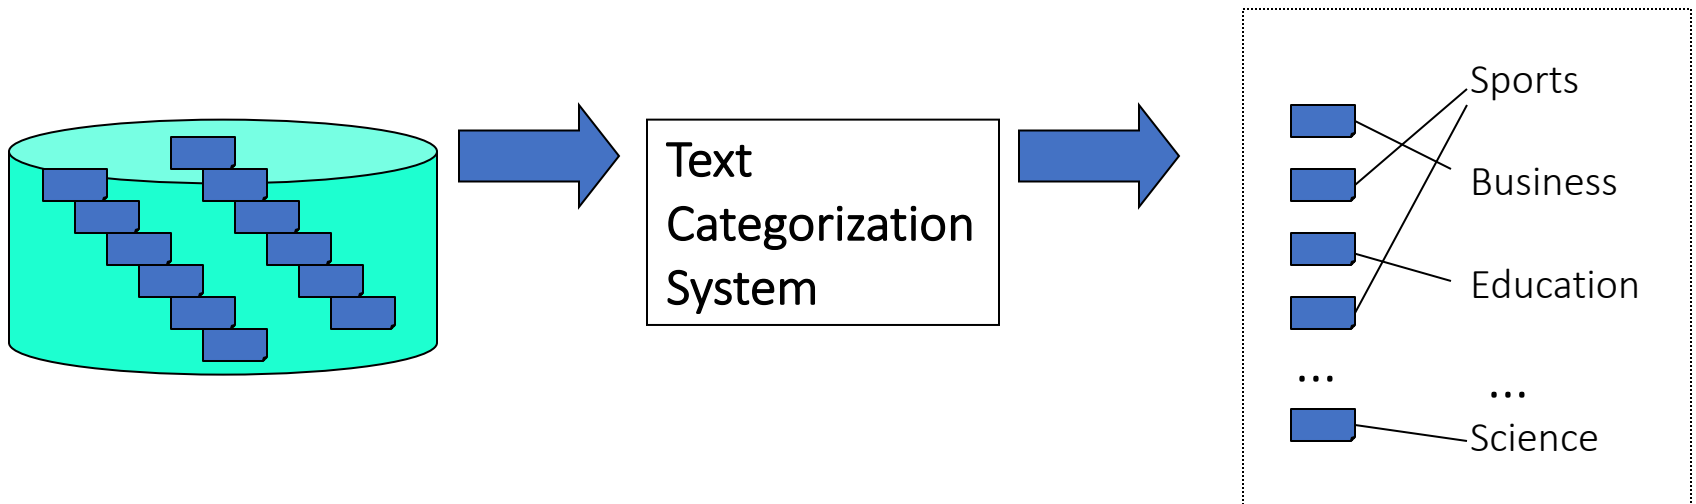 Text
Categorization
System
Sports
Business
Education
...
...
Science